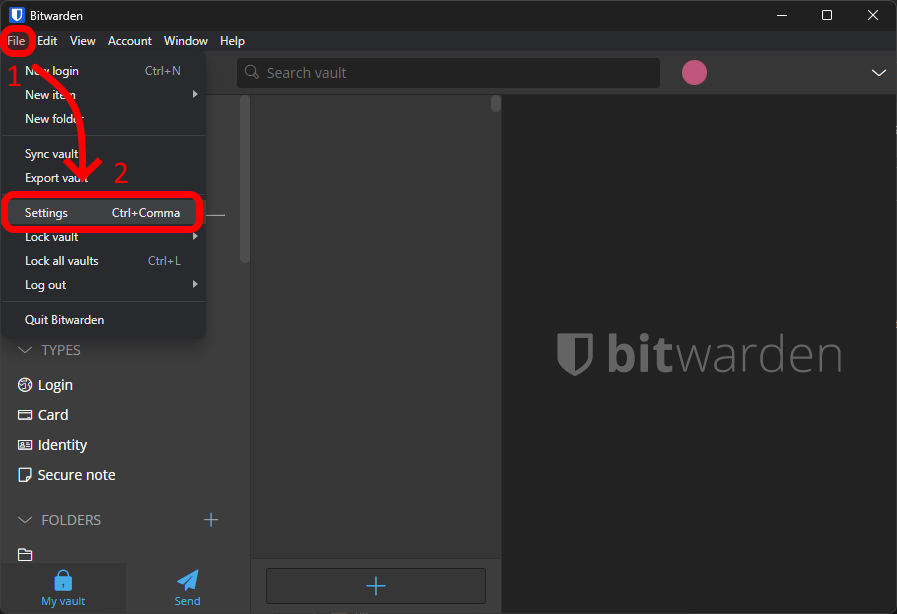 Bitwarden
File Edit View Account Window Help
1
New login Ctrl+N
Search vault
New item
New folder
Sync vault
Export vault
2
Settings Ctrl+Comma
Lock vault
Lock all vaults Ctrl+L
Log out
Quit Bitwarden
TYPES
bitwarden
Login
Card
Identity
Secure note
FOLDERS
My vault
Send